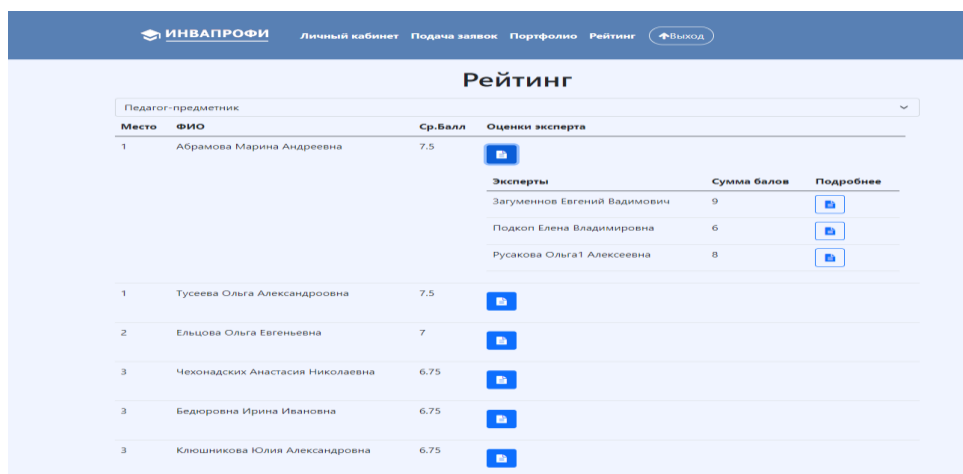 ИНВАПРОФИ Личный кабинет Подача заявок Портфолио Рейтинг Выход
Рейтинг
Педагог-предметник
Место ФИО Ср.Балл Оценки эксперта
1 Абрамова Марина Андреевна 7.5
Эксперты Сумма балов Подробнее
Загуменнов Евгений Вадимович 9
Подкоп Елена Владимировна 6
Русакова Ольга1 Алексеевна 8
1 Тусеева Ольга Александроовна 7.5
2 Ельцова Ольга Евгеньевна 7
3 Чехонадских Анастасия Николаевна 6.75
3 Бедюровна Ирина Ивановна 6.75
3 Клюшникова Юлия Александровна 6.75